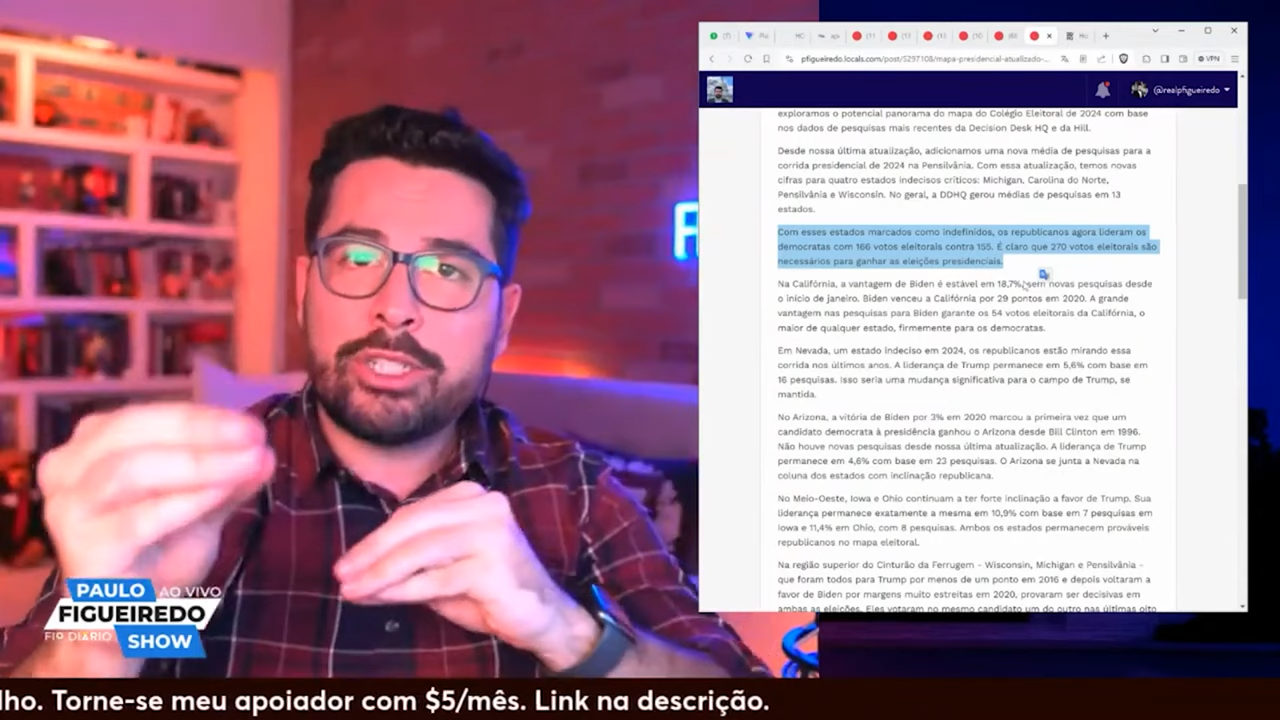 pfigueiredo.locals.com/post/5297108/mapa-presidencial-atualizado-...
VPN
@realpfigueiredo
exploramos o potencial panorama do mapa do Colégio Eleitoral de 2024 com base
nos dados de pesquisas mais recentes da Decision Desk HQ e da Hill.
Desde nossa última atualização, adicionamos uma nova média de pesquisas para a
corrida presidencial de 2024 na Pensilvânia. Com essa atualização, temos novas
cifras para quatro estados indecisos críticos: Michigan, Carolina do Norte,
Pensilvânia e Wisconsin. No geral, a DDHQ gerou médias de pesquisas em 13
estados.
Com esses estados marcados como indefinidos, os republicanos agora lideram os
democratas com 166 votos eleitorais contra 155. É claro que 270 votos eleitorais são
necessários para ganhar as eleições presidenciais.
Na Califórnia, a vantagem de Biden é estável em 18,7%, sem novas pesquisas desde
o início de janeiro. Biden venceu a Califórnia por 29 pontos em 2020. A grande
vantagem nas pesquisas para Biden garante os 54 votos eleitorais da Califórnia, o
maior de qualquer estado, firmemente para os democratas.
Em Nevada, um estado indeciso em 2024, os republicanos estão mirando essa
corrida nos últimos anos. A liderança de Trump permanece em 5,6% com base em
16 pesquisas. Isso seria uma mudança significativa para o campo de Trump, se
mantida.
No Arizona, a vitória de Biden por 3% em 2020 marcou a primeira vez que um
candidato democrata à presidência ganhou o Arizona desde Bill Clinton em 1996.
Não houve novas pesquisas desde nossa última atualização. A liderança de Trump
permanece em 4,6% com base em 23 pesquisas. O Arizona se junta a Nevada na
coluna dos estados com inclinação republicana.
No Meio-Oeste, Iowa e Ohio continuam a ter forte inclinação a favor de Trump. Sua
liderança permanece exatamente a mesma em 10,9% com base em 7 pesquisas em
Iowa e 11,4% em Ohio, com 8 pesquisas. Ambos os estados permanecem prováveis
republicanos no mapa eleitoral.
Na região superior do Cinturão da Ferrugem - Wisconsin, Michigan e Pensilvânia -
que foram todos para Trump por menos de um ponto em 2016 e depois voltaram a
favor de Biden por margens muito estreitas em 2020, provaram ser decisivas em
ambas as eleições. Eles votaram no mesmo candidato um do outro nas últimas oito
PAULO AO VIVO
FIGUEIREDO
DIÁRIO SHOW
lho. Torne-se meu apoiador com $5/mês. Link na descrição.